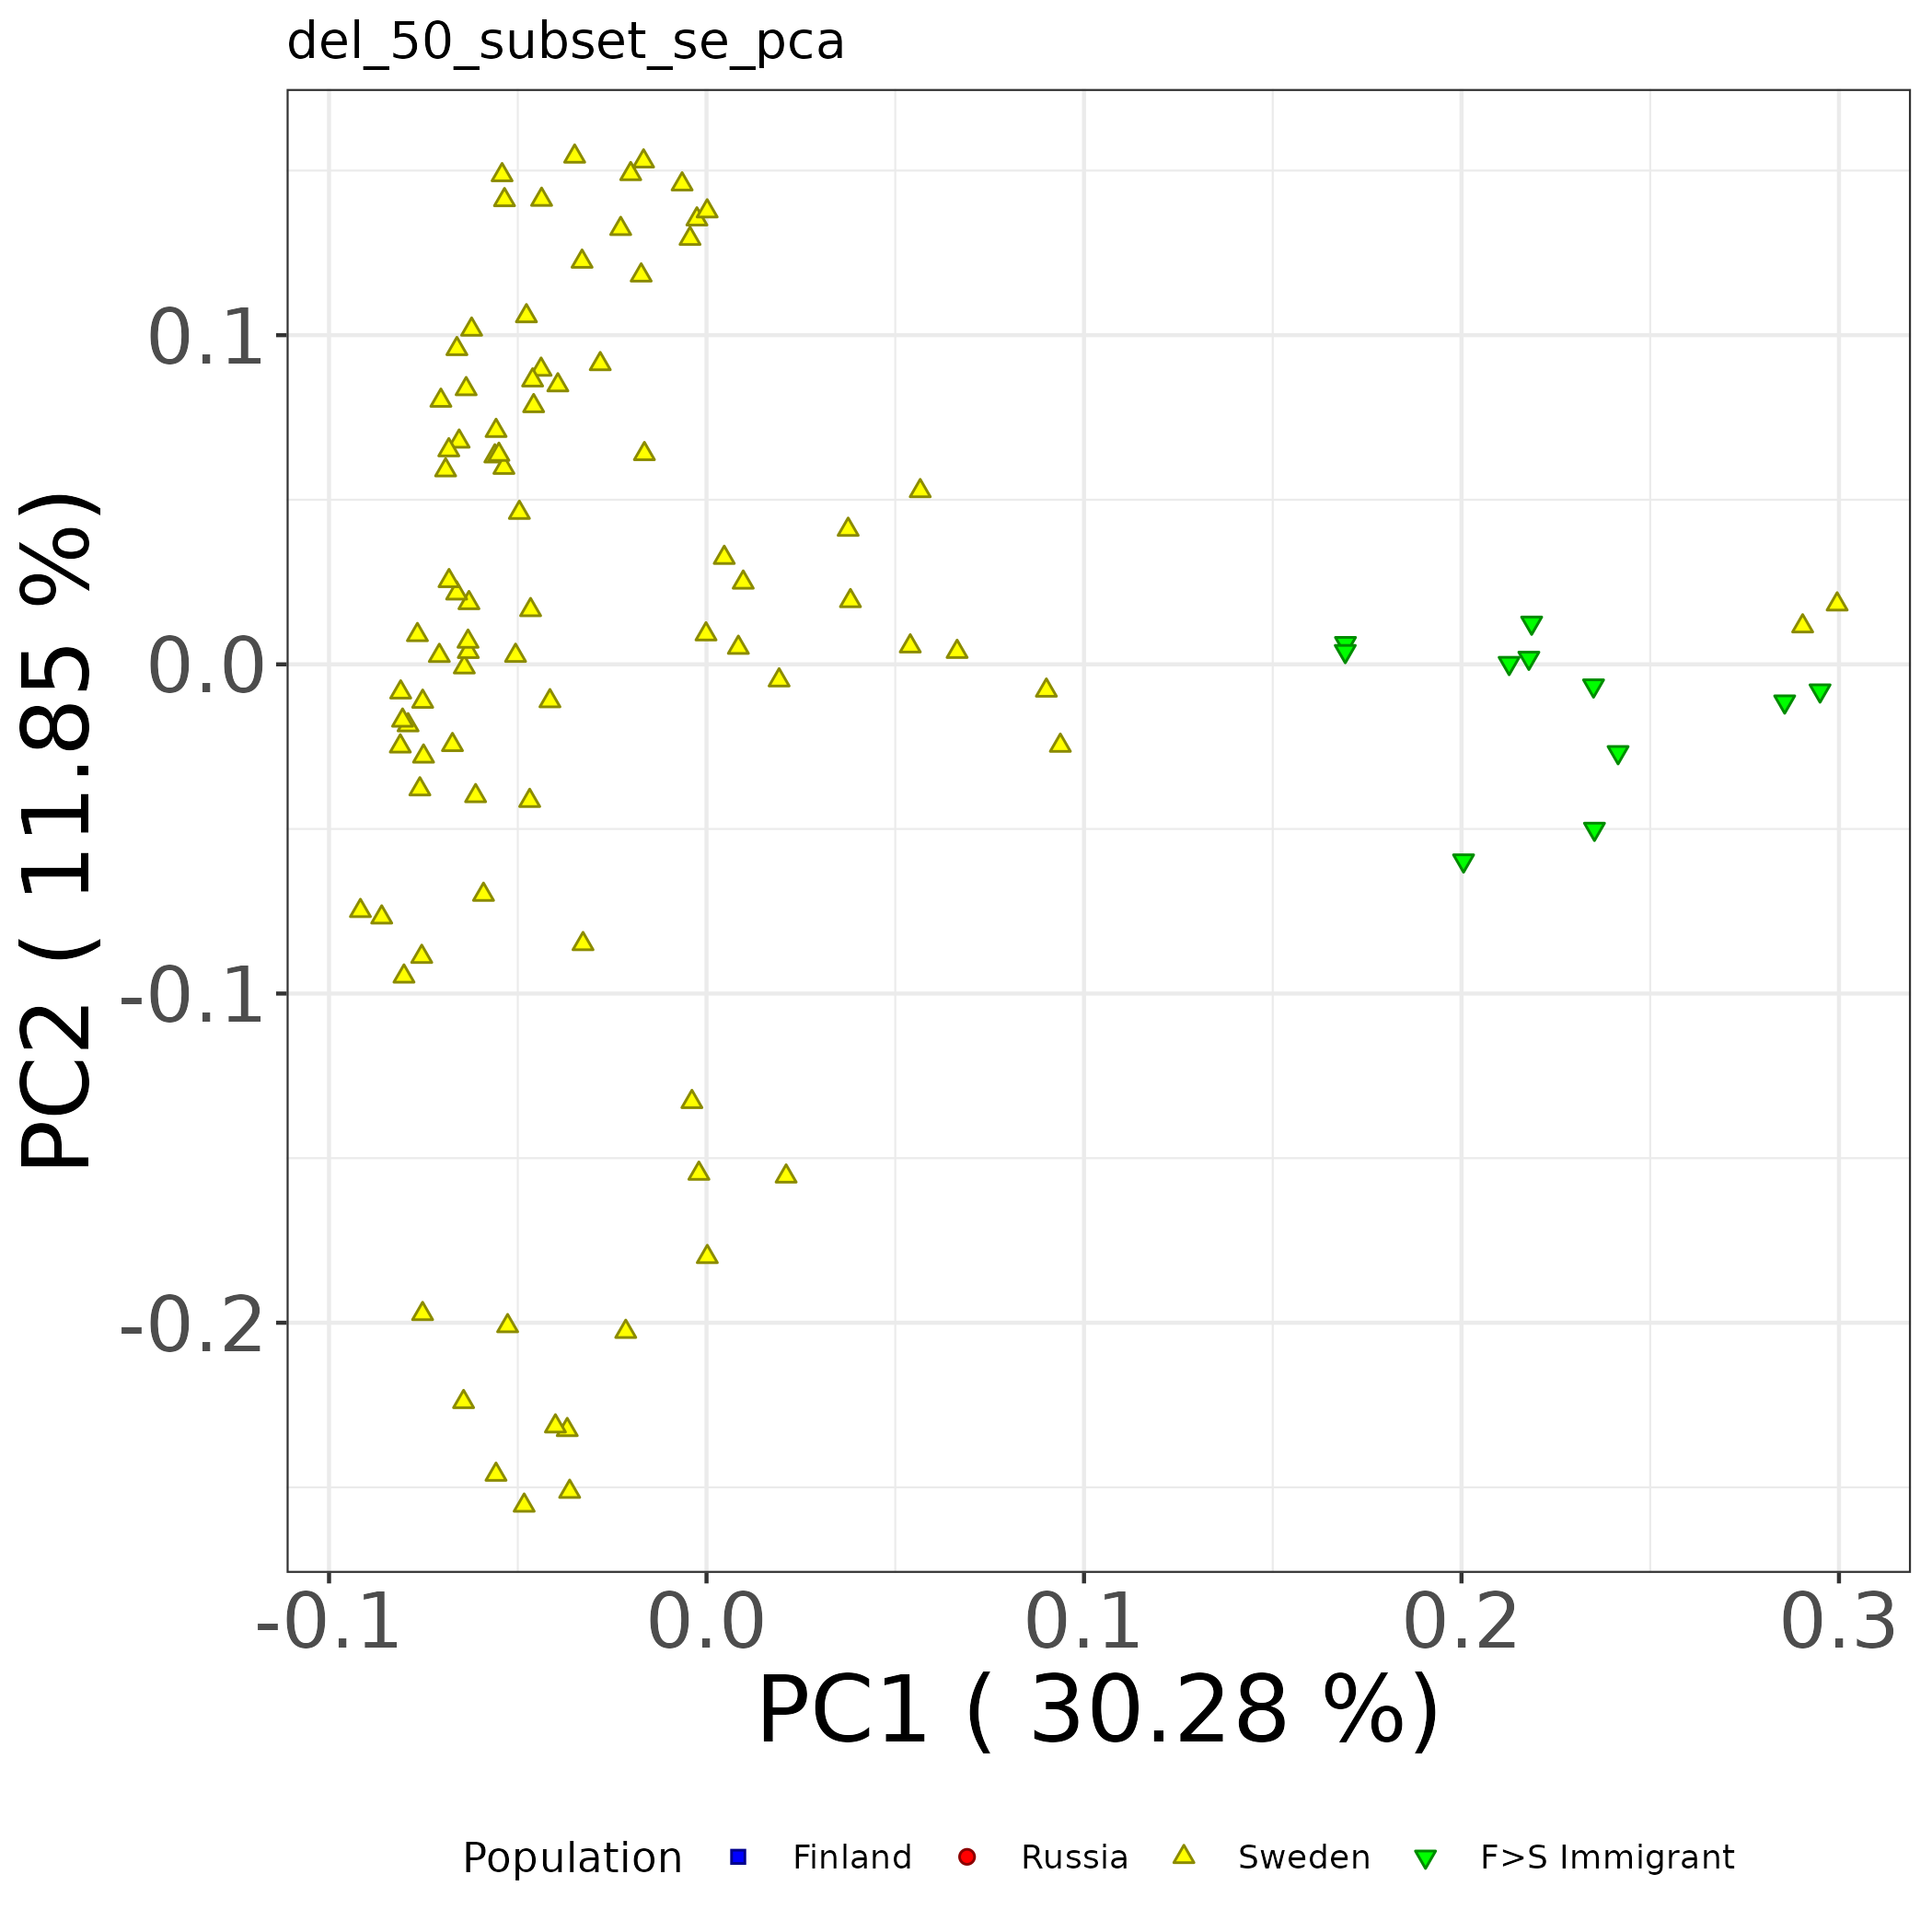 del_50_subset_se_pca
PC2 ( 11.85 %)
0.1
0.0
-0.1
-0.2
-0.1 0.0 0.1 0.2 0.3
PC1 ( 30.28 %)
Population Finland Russia Sweden F>S Immigrant